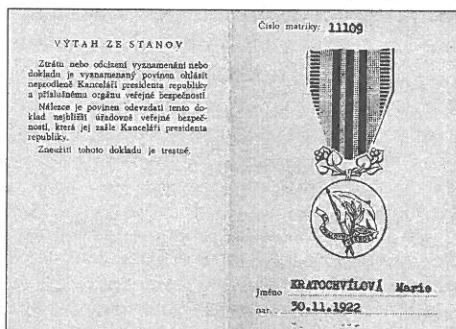 VÝTAH ZE STANOV
Ztrátu nebo odcizení vyznamenání nebo
dokladu je vyznamenaný povinen ohlásit
neprodleně Kanceláři presidenta republiky
a příslušnému orgánu veřejné bezpečnosti.
Nálezce je povinen odevzdati tento do-
klad nejbližší úřadovně veřejné bezpeč-
nosti, která jej zašle Kanceláři presidenta
republiky.
Zneužití tohoto dokladu je trestné.
Číslo matriky: 11109
Jméno KRATOCHVÍLOVÁ Marie
nar. 30.11.1922